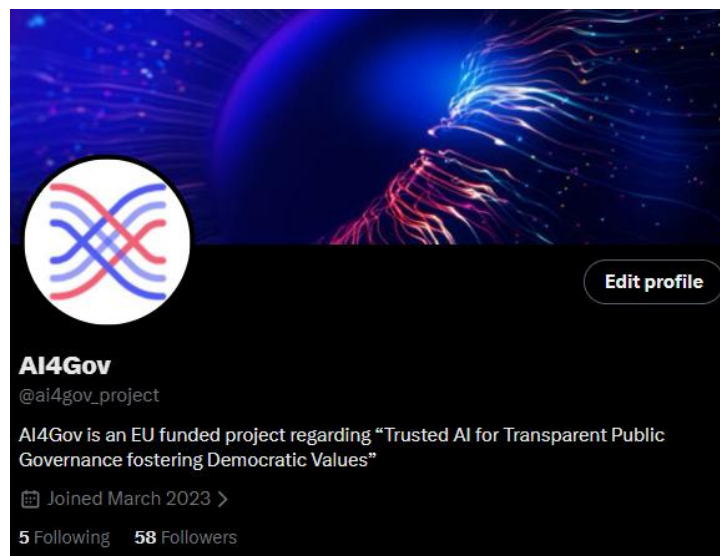 Edit profile
AI4Gov
@ai4gov_project
AI4Gov is an EU funded project regarding “Trusted AI for Transparent Public
Governance fostering Democratic Values”
Joined March 2023
5 Following 58 Followers